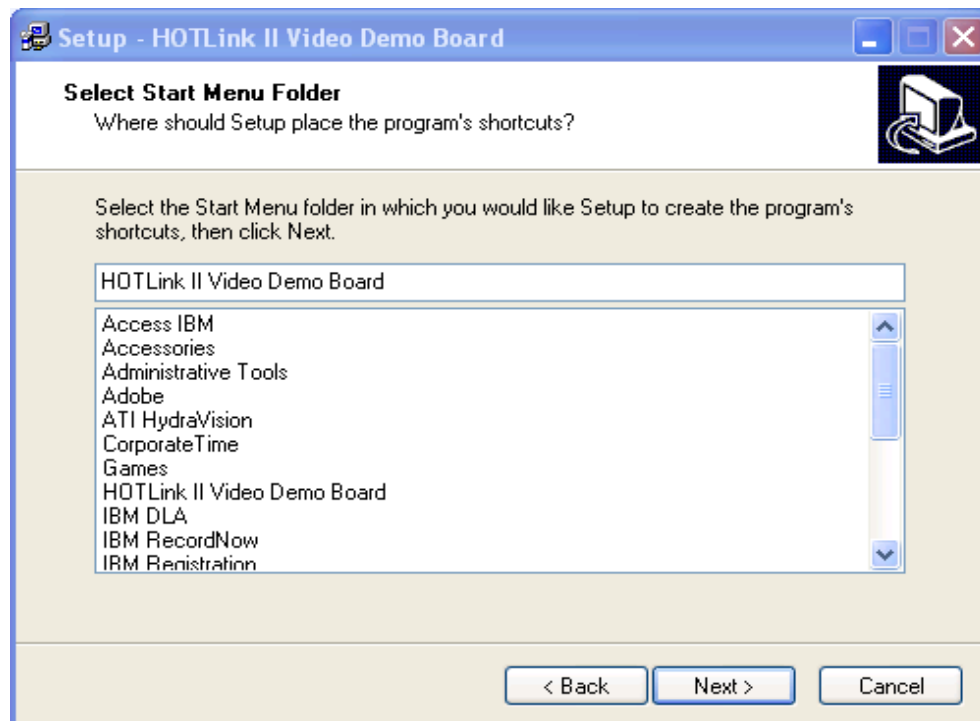 Setup - HOTLink II Video Demo Board
Select Start Menu Folder
Where should Setup place the program's shortcuts?
Select the Start Menu folder in which you would like Setup to create the program's
shortcuts, then click Next.
HOTLink II Video Demo Board
Access IBM
Accessories
Administrative Tools
Adobe
ATI HydraVision
CorporateTime
Games
HOTLink II Video Demo Board
IBM DLA
IBM RecordNow
IBM Registration
< Back
Next >
Cancel